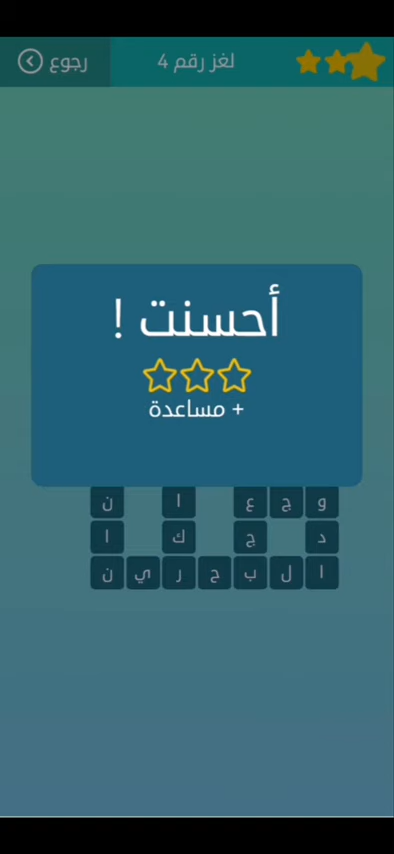 رجوع
لغز رقم 4
أحسنت !
+ مساعدة
و ج ع ا ن
د ج ك ا
ا ل ب ح ر ي ن